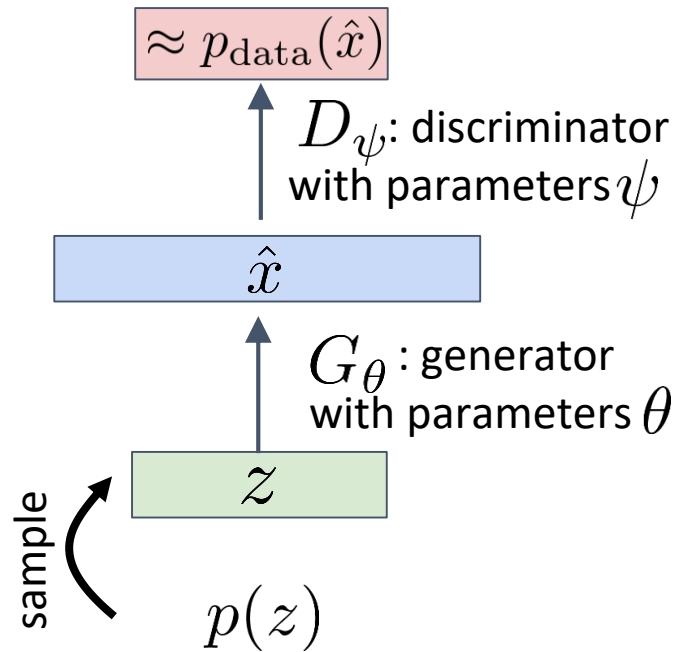 ≈ p_data(x̂)
D_ψ: discriminator
with parameters ψ
x̂
G_θ : generator
with parameters θ
z
sample
p(z)